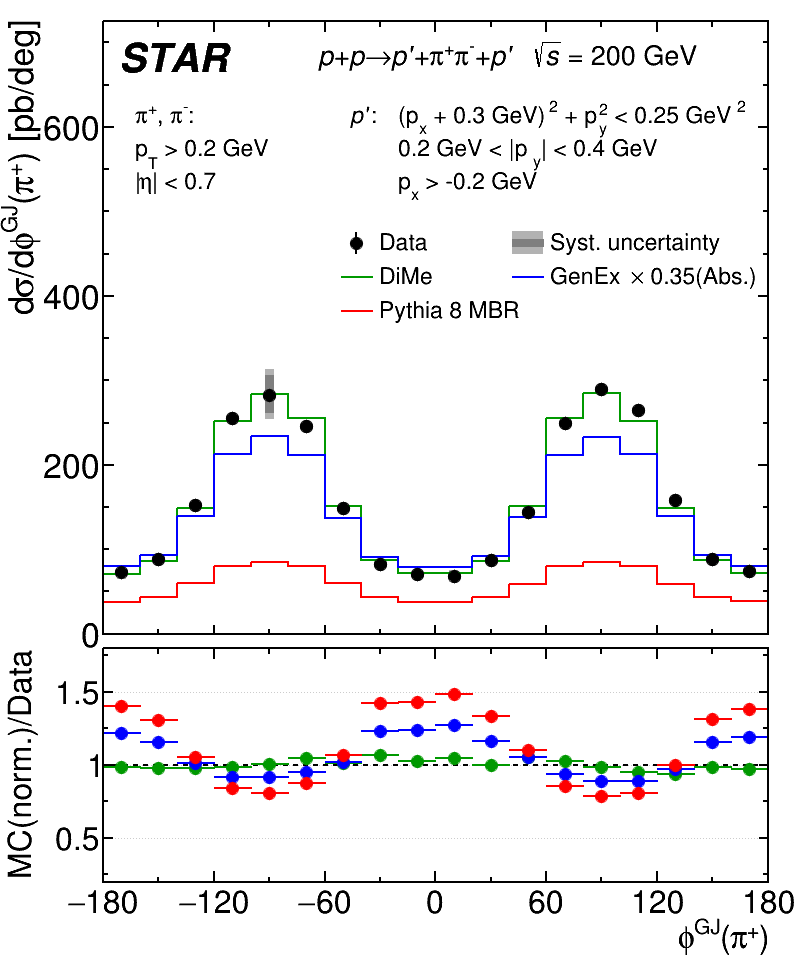 STAR p+p→p′+π⁺π⁻+p′ √s = 200 GeV
π⁺, π⁻: p′: (pₓ + 0.3 GeV)² + p_y² < 0.25 GeV²
p_T > 0.2 GeV 0.2 GeV < |p_y| < 0.4 GeV
|η| < 0.7 pₓ > -0.2 GeV
Data Syst. uncertainty
DiMe GenEx × 0.35(Abs.)
Pythia 8 MBR
dσ/dϕ^GJ(π⁺) [pb/deg]
600
400
200
0
MC(norm.)/Data
1.5
1
0.5
−180 −120 −60 0 60 120 180
ϕ^GJ(π⁺)